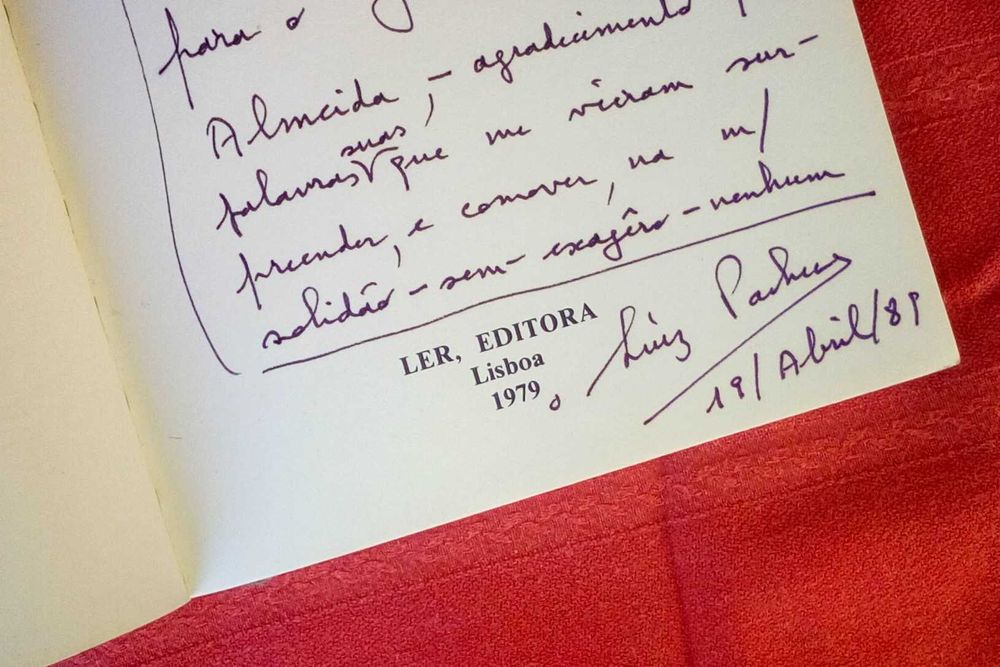 para o
Almeida, – agradecimento
suas
palavras que me vieram sur-
preender, e comover, na m/
solidão – sem – exagêro – nenhum
LER, EDITORA
Lisboa
1979
o Luiz Pacheco
19/Abril/89